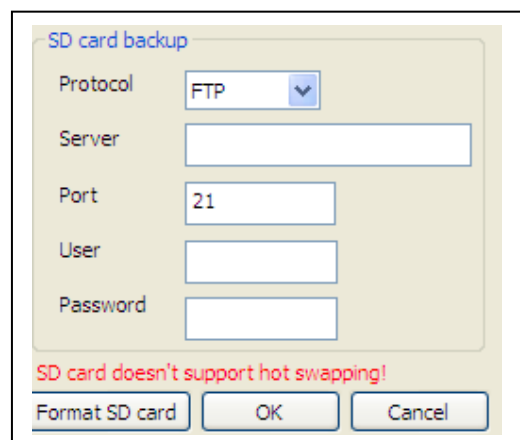 SD card backup
Protocol FTP
Server
Port 21
User
Password
SD card doesn't support hot swapping!
Format SD card OK Cancel